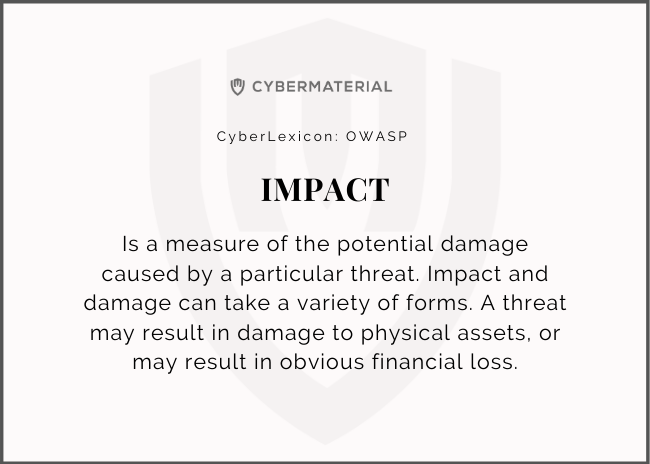 CYBERMATERIAL
CyberLexicon: OWASP
IMPACT
Is a measure of the potential damage
caused by a particular threat. Impact and
damage can take a variety of forms. A threat
may result in damage to physical assets, or
may result in obvious financial loss.